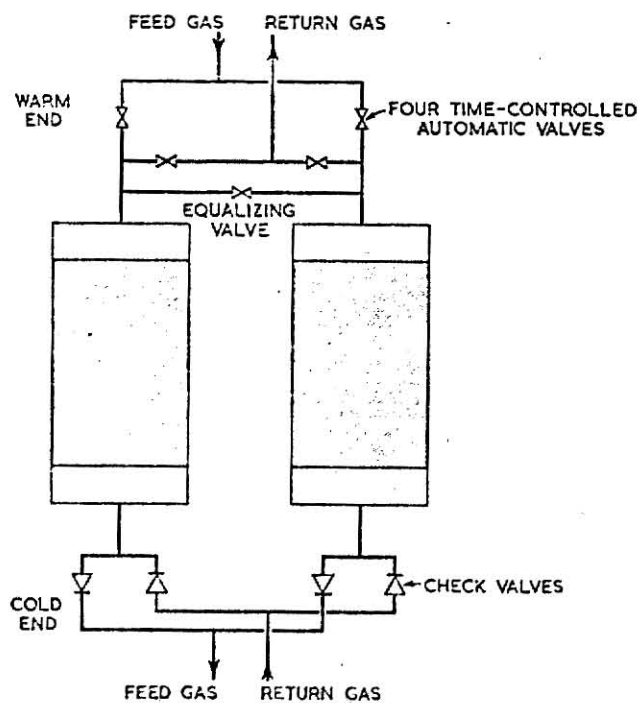 FEED GAS
RETURN GAS
WARM
END
FOUR TIME-CONTROLLED
AUTOMATIC VALVES
EQUALIZING
VALVE
CHECK VALVES
COLD
END
FEED GAS
RETURN GAS